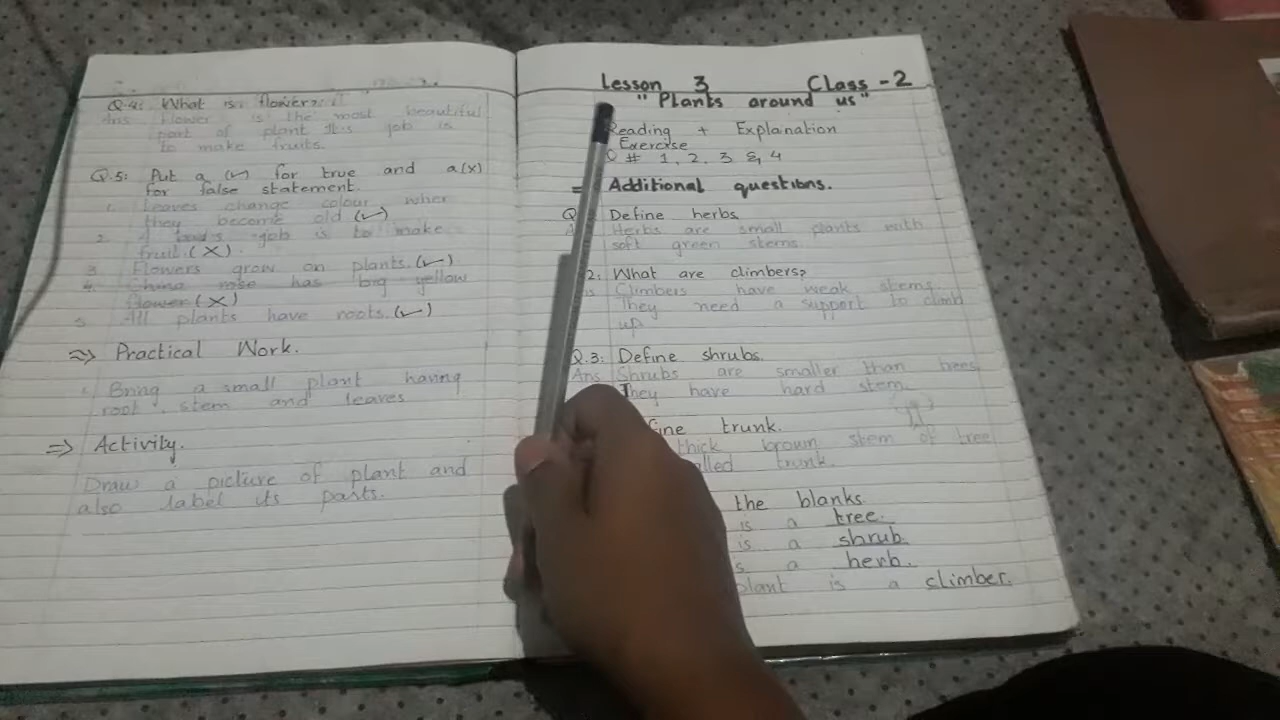 Q.4: What is flower?
Ans Flower is the most beautiful
part of plant. Its job is
to make fruits.
Q.5: Put a (✓) for true and a(x)
for false statement.
1. Leaves change colour when
they become old (✓)
2. A job is to make
fruit. (X)
3. Flowers grow on plants. (✓)
4. China rose has big yellow
flower (X)
5. All plants have roots. (✓)
=> Practical Work.
1. Bring a small plant having
root, stem and leaves
=> Activity.
Draw a picture of plant and
also label its parts.
Lesson 3 Class - 2
" Plants around us "
Reading + Explanation
Exercise
Q # 1, 2, 3 & 4
= Additional questions.
Q Define herbs
A Herbs are small plants with
soft green stems
2: What are climbers?
Climbers have weak stems.
They need a support to climb
up
Q.3: Define shrubs.
Ans Shrubs are smaller than trees
They have hard stem.
fine trunk.
thick brown stem of tree
alled trunk.
the blanks.
is a tree.
is a shrub.
s a herb.
plant is a climber.